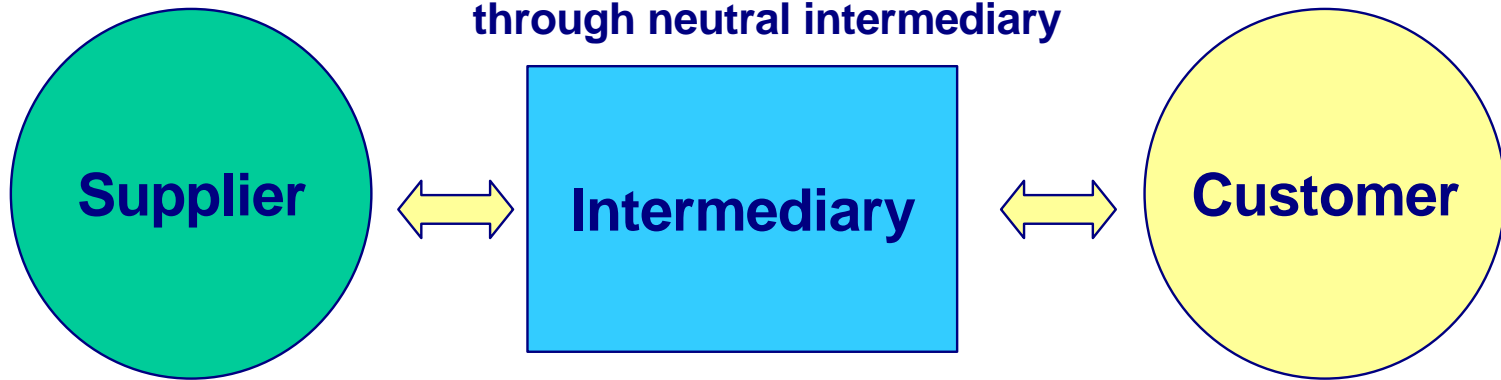 through neutral intermediary
Supplier
Intermediary
Customer